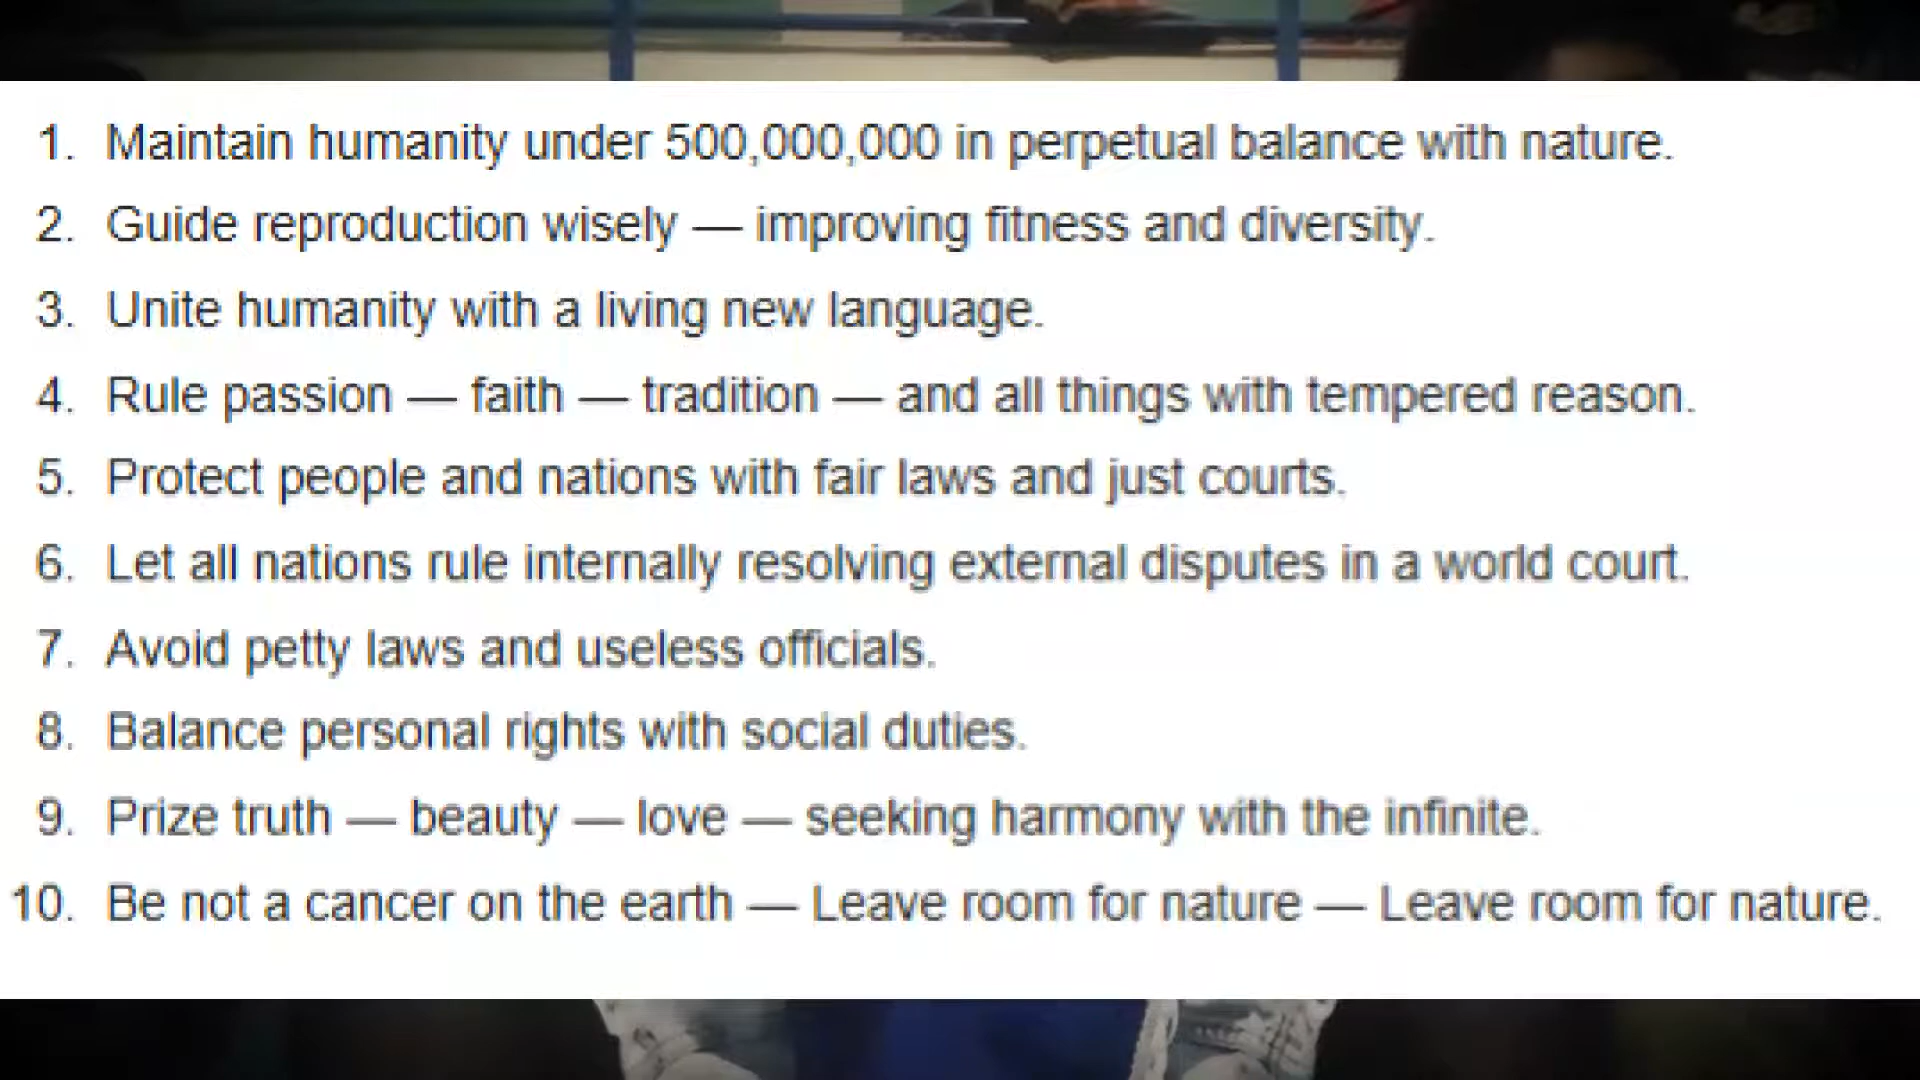 1. Maintain humanity under 500,000,000 in perpetual balance with nature.
2. Guide reproduction wisely — improving fitness and diversity.
3. Unite humanity with a living new language.
4. Rule passion — faith — tradition — and all things with tempered reason.
5. Protect people and nations with fair laws and just courts.
6. Let all nations rule internally resolving external disputes in a world court.
7. Avoid petty laws and useless officials.
8. Balance personal rights with social duties.
9. Prize truth — beauty — love — seeking harmony with the infinite.
10. Be not a cancer on the earth — Leave room for nature — Leave room for nature.